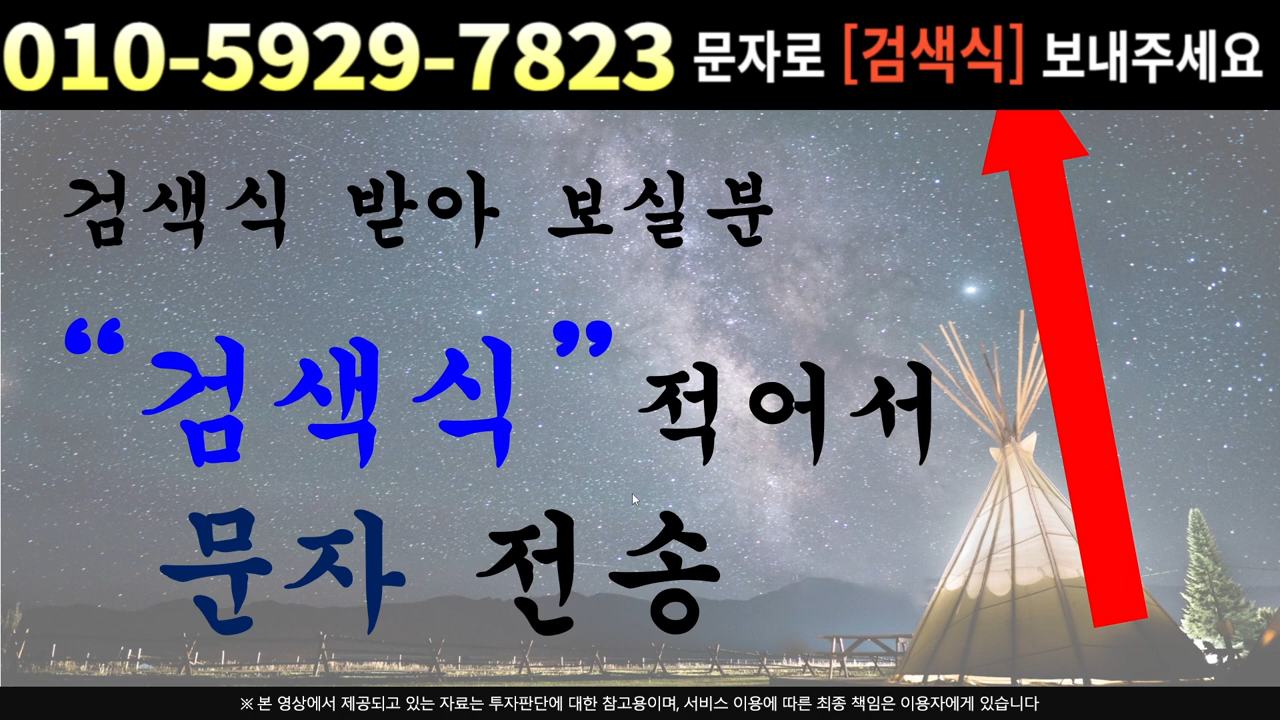 010-5929-7823 문자로 [검색식] 보내주세요
검색식 받아 보실분
“검색식” 적어서
문자 전송
※ 본 영상에서 제공되고 있는 자료는 투자판단에 대한 참고용이며, 서비스 이용에 따른 최종 책임은 이용자에게 있습니다